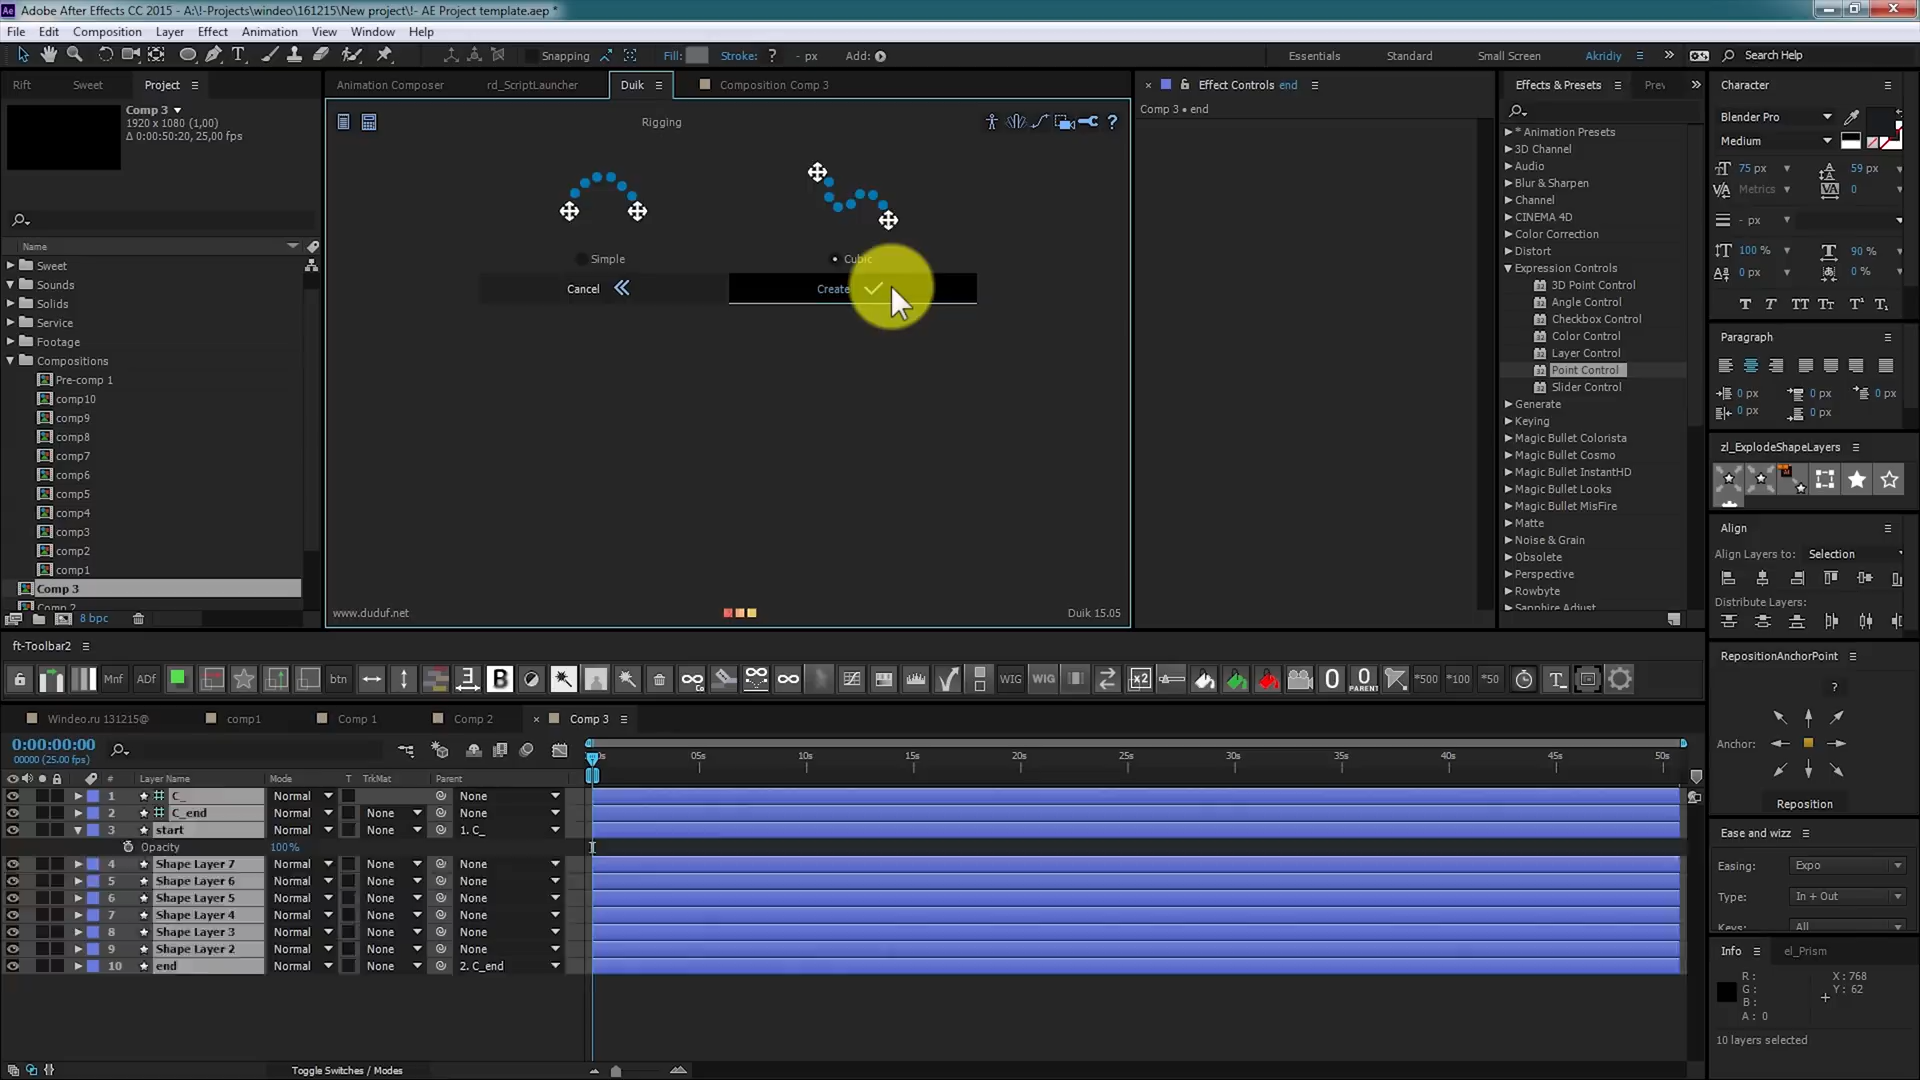 Adobe After Effects CC 2015 - A:\!-Projects\windeo\161215\New project\!- AE Project template.aep *
File Edit Composition Layer Effect Animation View Window Help
Snapping Fill: Stroke: ? - px Add: Essentials Standard Small Screen Akridiy Search Help
Rift Sweet Project
Comp 3
1920 x 1080 (1,00)
Δ 0:00:50:20, 25,00 fps
Name
Sweet
Sounds
Solids
Service
Footage
Compositions
Pre-comp 1
comp10
comp9
comp8
comp7
comp6
comp5
comp4
comp3
comp2
comp1
Comp 3
Comp 2
8 bpc
Animation Composer rd_ScriptLauncher Duik Composition Comp 3
Rigging
Simple Cubic
Cancel Create
www.duduf.net Duik 15.05
Effect Controls end
Comp 3 • end
Effects & Presets Prev
* Animation Presets
3D Channel
Audio
Blur & Sharpen
Channel
CINEMA 4D
Color Correction
Distort
Expression Controls
3D Point Control
Angle Control
Checkbox Control
Color Control
Layer Control
Point Control
Slider Control
Generate
Keying
Magic Bullet Colorista
Magic Bullet Cosmo
Magic Bullet InstantHD
Magic Bullet Looks
Magic Bullet MisFire
Matte
Noise & Grain
Obsolete
Perspective
Rowbyte
Sapphire Adjust
Character
Blender Pro
Medium
75 px 59 px
Metrics 0
- px
100 % 90 %
0 px 0 %
T T TT Tr T¹ T₁
Paragraph
0 px 0 px 0 px
0 px 0 px
zl_ExplodeShapeLayers
Align
Align Layers to: Selection
Distribute Layers:
RepositionAnchorPoint
?
Anchor:
Reposition
Ease and wizz
Easing: Expo
Type: In + Out
Keys: All
Info el_Prism
R : X : 768
G : Y : 62
B :
A : 0
10 layers selected
ft-Toolbar2
Mnf ADf btn B WIG WIG x2 0 0 PARENT *500 *100 *50 T
Windeo.ru 131215@ comp1 Comp 1 Comp 2 Comp 3
0:00:00:00
00000 (25.00 fps)
05s 10s 15s 20s 25s 30s 35s 40s 45s 50s
# Layer Name Mode T TrkMat Parent
1 C_ Normal None
2 C_end Normal None None
3 start Normal None 1. C_
Opacity 100%
4 Shape Layer 7 Normal None None
5 Shape Layer 6 Normal None None
6 Shape Layer 5 Normal None None
7 Shape Layer 4 Normal None None
8 Shape Layer 3 Normal None None
9 Shape Layer 2 Normal None None
10 end Normal None 2. C_end
Toggle Switches / Modes